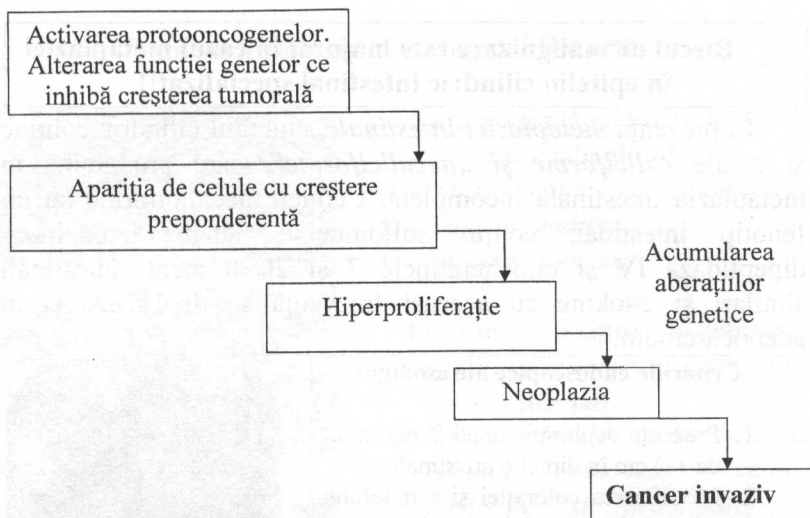 Activarea protooncogenelor.
Alterarea funcției genelor ce
inhibă creșterea tumorală
Apariția de celule cu creștere
preponderentă
Hiperproliferație
Acumularea
aberațiilor
genetice
Neoplazia
Cancer invaziv